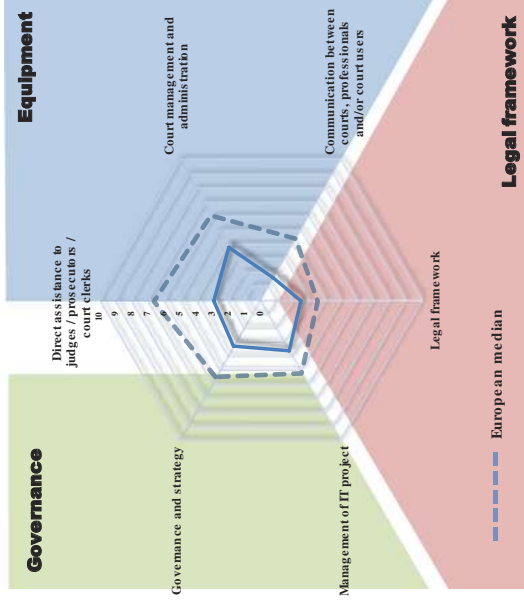 Governance
Equipment
Direct assistance to
judges / prosecutors /
court clerks
10
9
8
7
6
5
4
3
2
1
0
Court management and
administration
Communication between
courts, professionals
and/or court users
Legal framework
Management of IT project
Governance and strategy
Legal framework
European median